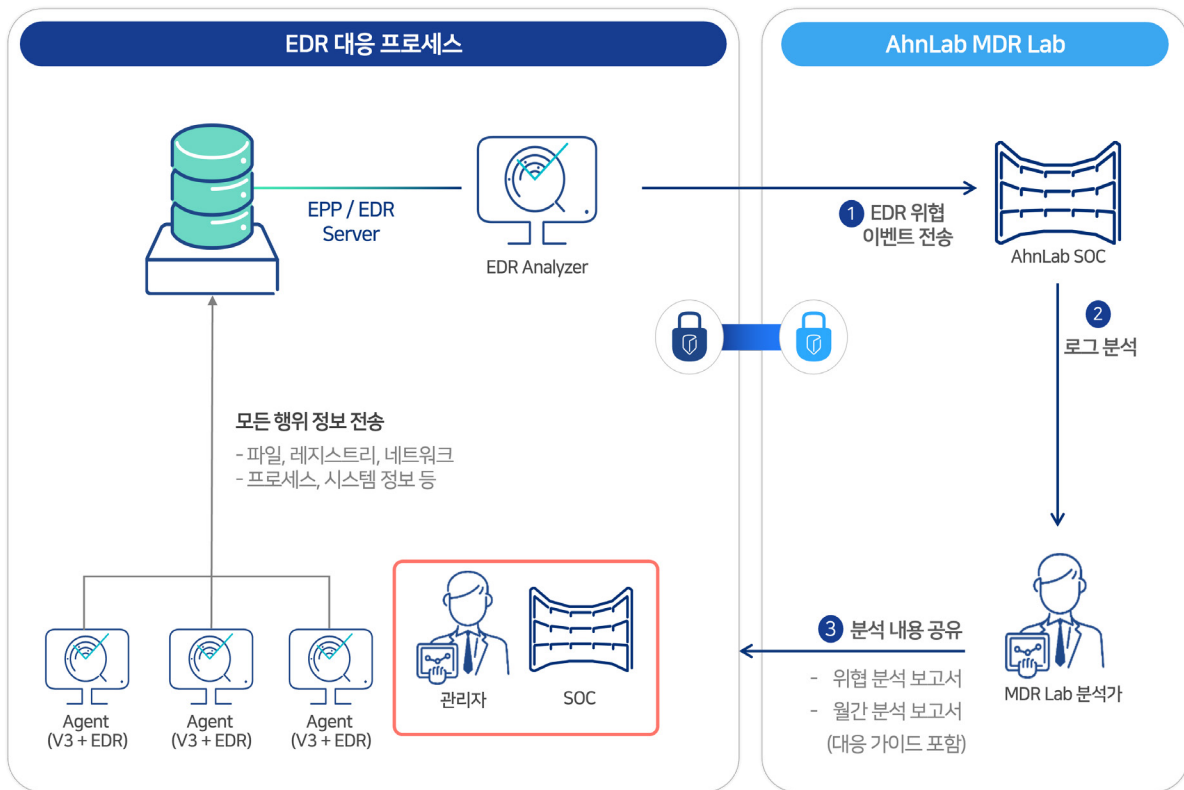 EDR 대응 프로세스
AhnLab MDR Lab
EPP / EDR
Server
EDR Analyzer
1 EDR 위협
이벤트 전송
AhnLab SOC
2
로그 분석
모든 행위 정보 전송
- 파일, 레지스트리, 네트워크
- 프로세스, 시스템 정보 등
Agent
(V3 + EDR)
Agent
(V3 + EDR)
Agent
(V3 + EDR)
관리자
SOC
3 분석 내용 공유
- 위협 분석 보고서
- 월간 분석 보고서
(대응 가이드 포함)
MDR Lab 분석가